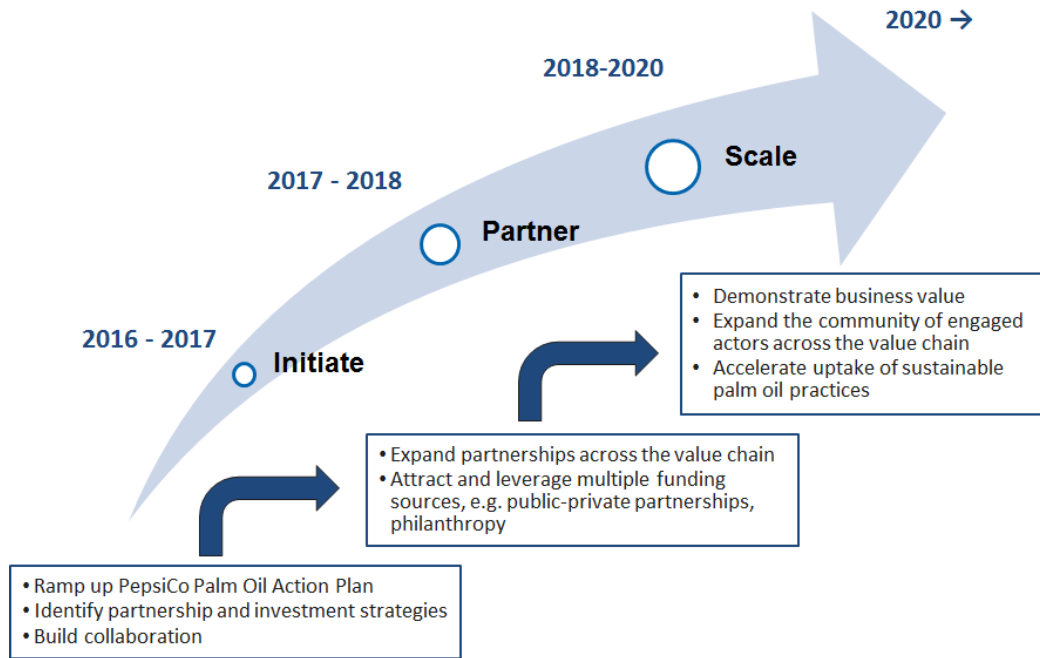 2020 →
2018-2020
Scale
2017 - 2018
Partner
2016 - 2017
Initiate
• Demonstrate business value
• Expand the community of engaged
actors across the value chain
• Accelerate uptake of sustainable
palm oil practices
• Expand partnerships across the value chain
• Attract and leverage multiple funding
sources, e.g. public-private partnerships,
philanthropy
• Ramp up PepsiCo Palm Oil Action Plan
• Identify partnership and investment strategies
• Build collaboration